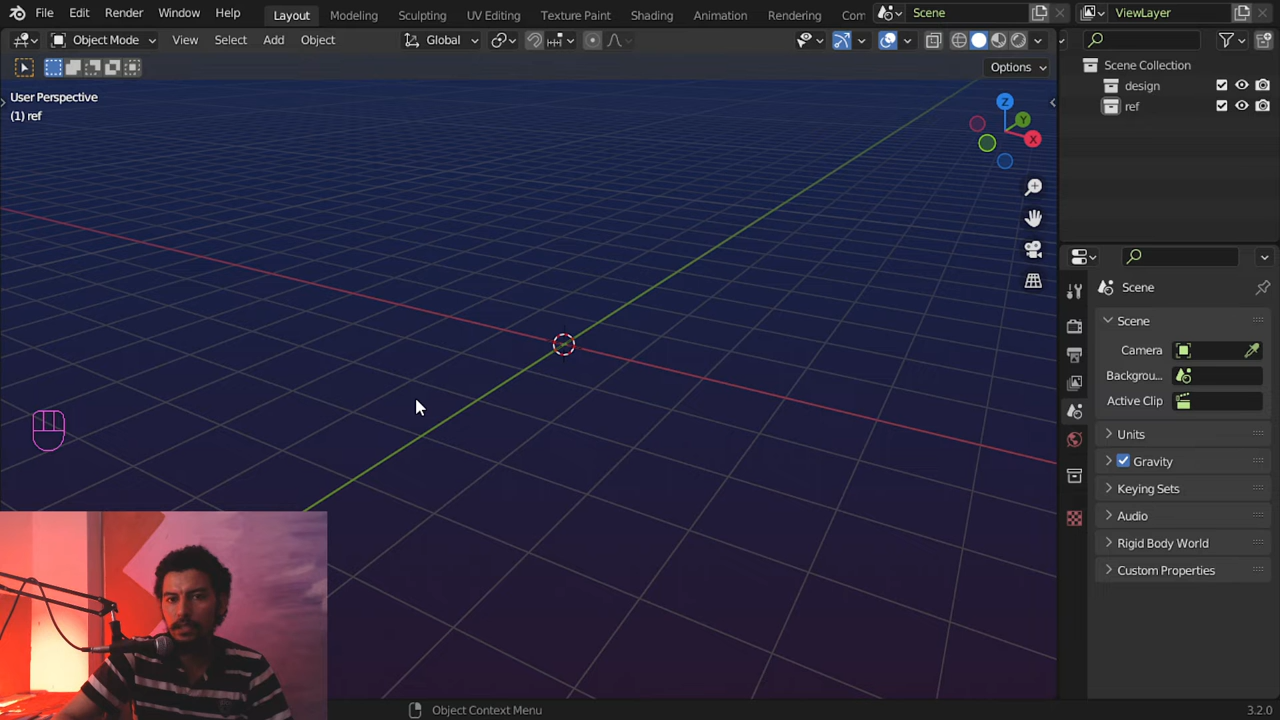 File Edit Render Window Help Layout Modeling Sculpting UV Editing Texture Paint Shading Animation Rendering Com Scene ViewLayer
Object Mode View Select Add Object Global
Options
User Perspective
(1) ref
Z
Y
X
Scene Collection
design
ref
Scene
Scene
Camera
Backgrou...
Active Clip
Units
Gravity
Keying Sets
Audio
Rigid Body World
Custom Properties
Object Context Menu
3.2.0